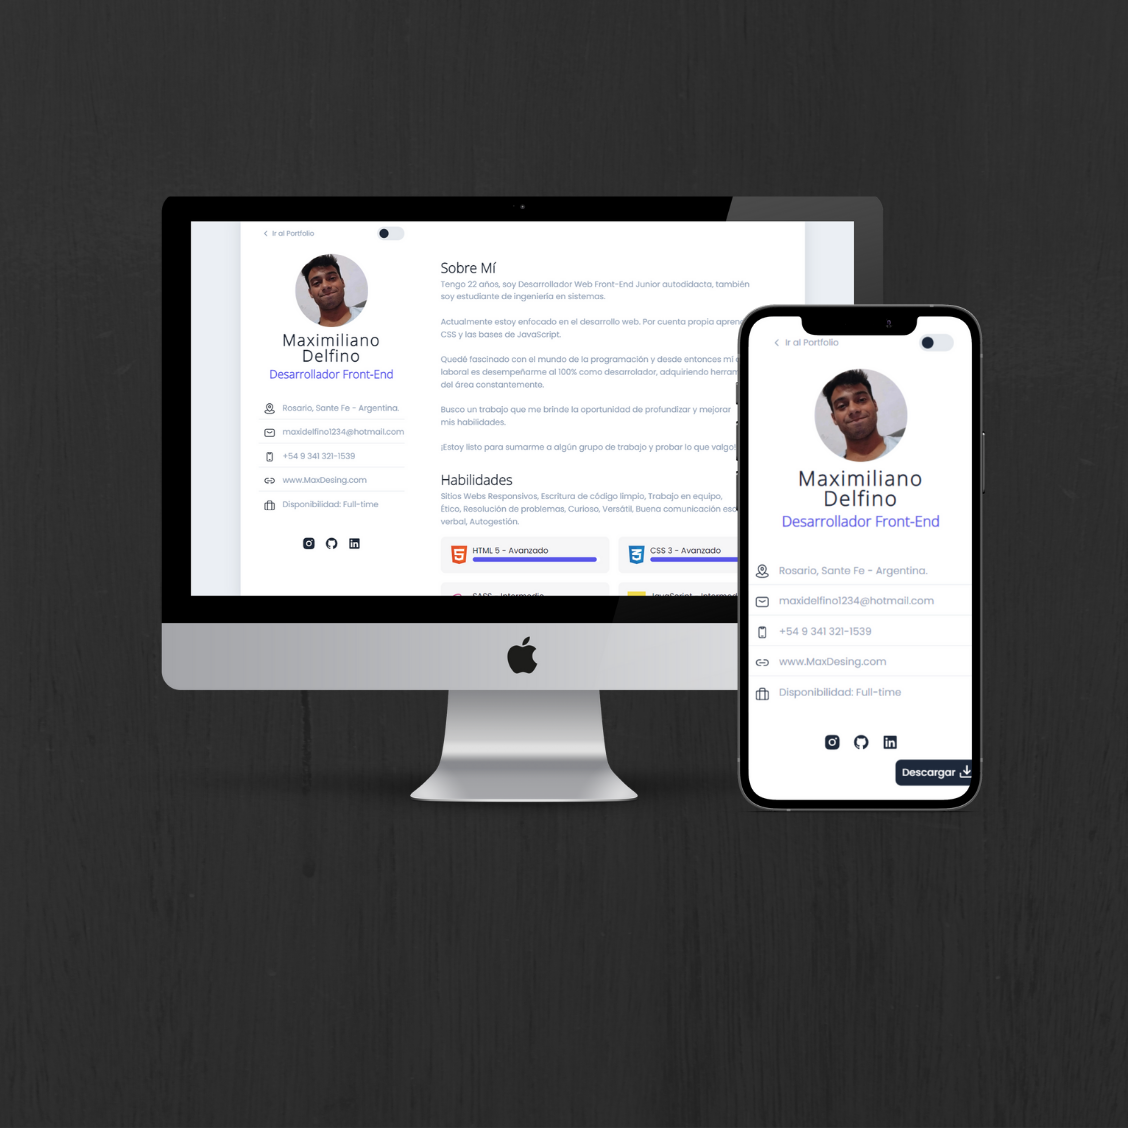 Ir al Portfolio
Maximiliano
Delfino
Desarrollador Front-End
Rosario, Sante Fe - Argentina.
maxidelfino1234@hotmail.com
+54 9 341 321-1539
www.MaxDesing.com
Disponibilidad: Full-time
Sobre Mí
Tengo 22 años, soy Desarrollador Web Front-End Junior autodidacta, también
soy estudiante de ingeniería en sistemas.
Actualmente estoy enfocado en el desarrollo web. Por cuenta propia apren
CSS y las bases de JavaScript.
Quedé fascinado con el mundo de la programación y desde entonces mi
laboral es desempeñarme al 100% como desarrolador, adquiriendo herram
del área constantemente.
Busco un trabajo que me brinde la oportunidad de profundizar y mejorar
mis habilidades.
¡Estoy listo para sumarme a algún grupo de trabajo y probar lo que valgo!
Habilidades
Sitios Webs Responsivos, Escritura de código limpio, Trabajo en equipo,
Ético, Resolución de problemas, Curioso, Versátil, Buena comunicación
verbal, Autogestión.
HTML 5 - Avanzado
CSS 3 - Avanzado
Ir al Portfolio
Maximiliano
Delfino
Desarrollador Front-End
Rosario, Sante Fe - Argentina.
maxidelfino1234@hotmail.com
+54 9 341 321-1539
www.MaxDesing.com
Disponibilidad: Full-time
Descargar